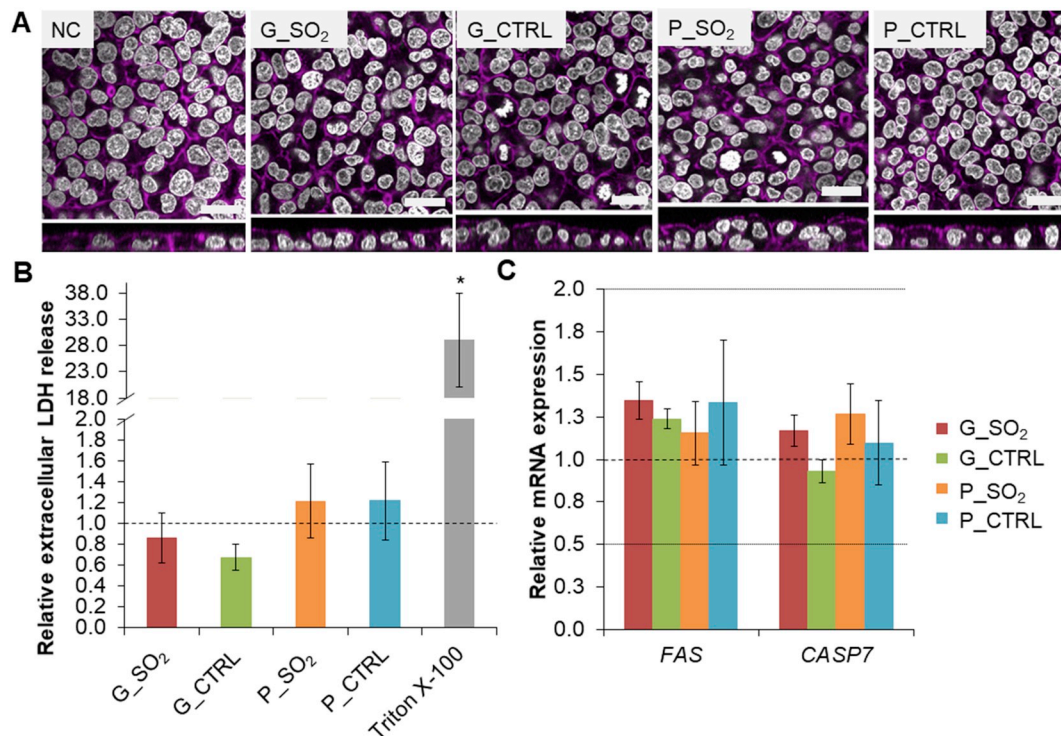 A
NC
G_SO₂
G_CTRL
P_SO₂
P_CTRL
B
Relative extracellular LDH release
38.0
33.0
28.0
23.0
18.0
2.0
1.8
1.6
1.4
1.2
1.0
0.8
0.6
0.4
0.2
0.0
*
G_SO₂
G_CTRL
P_SO₂
P_CTRL
Triton X-100
C
Relative mRNA expression
2.0
1.8
1.5
1.3
1.0
0.8
0.5
0.3
0.0
FAS
CASP7
G_SO₂
G_CTRL
P_SO₂
P_CTRL